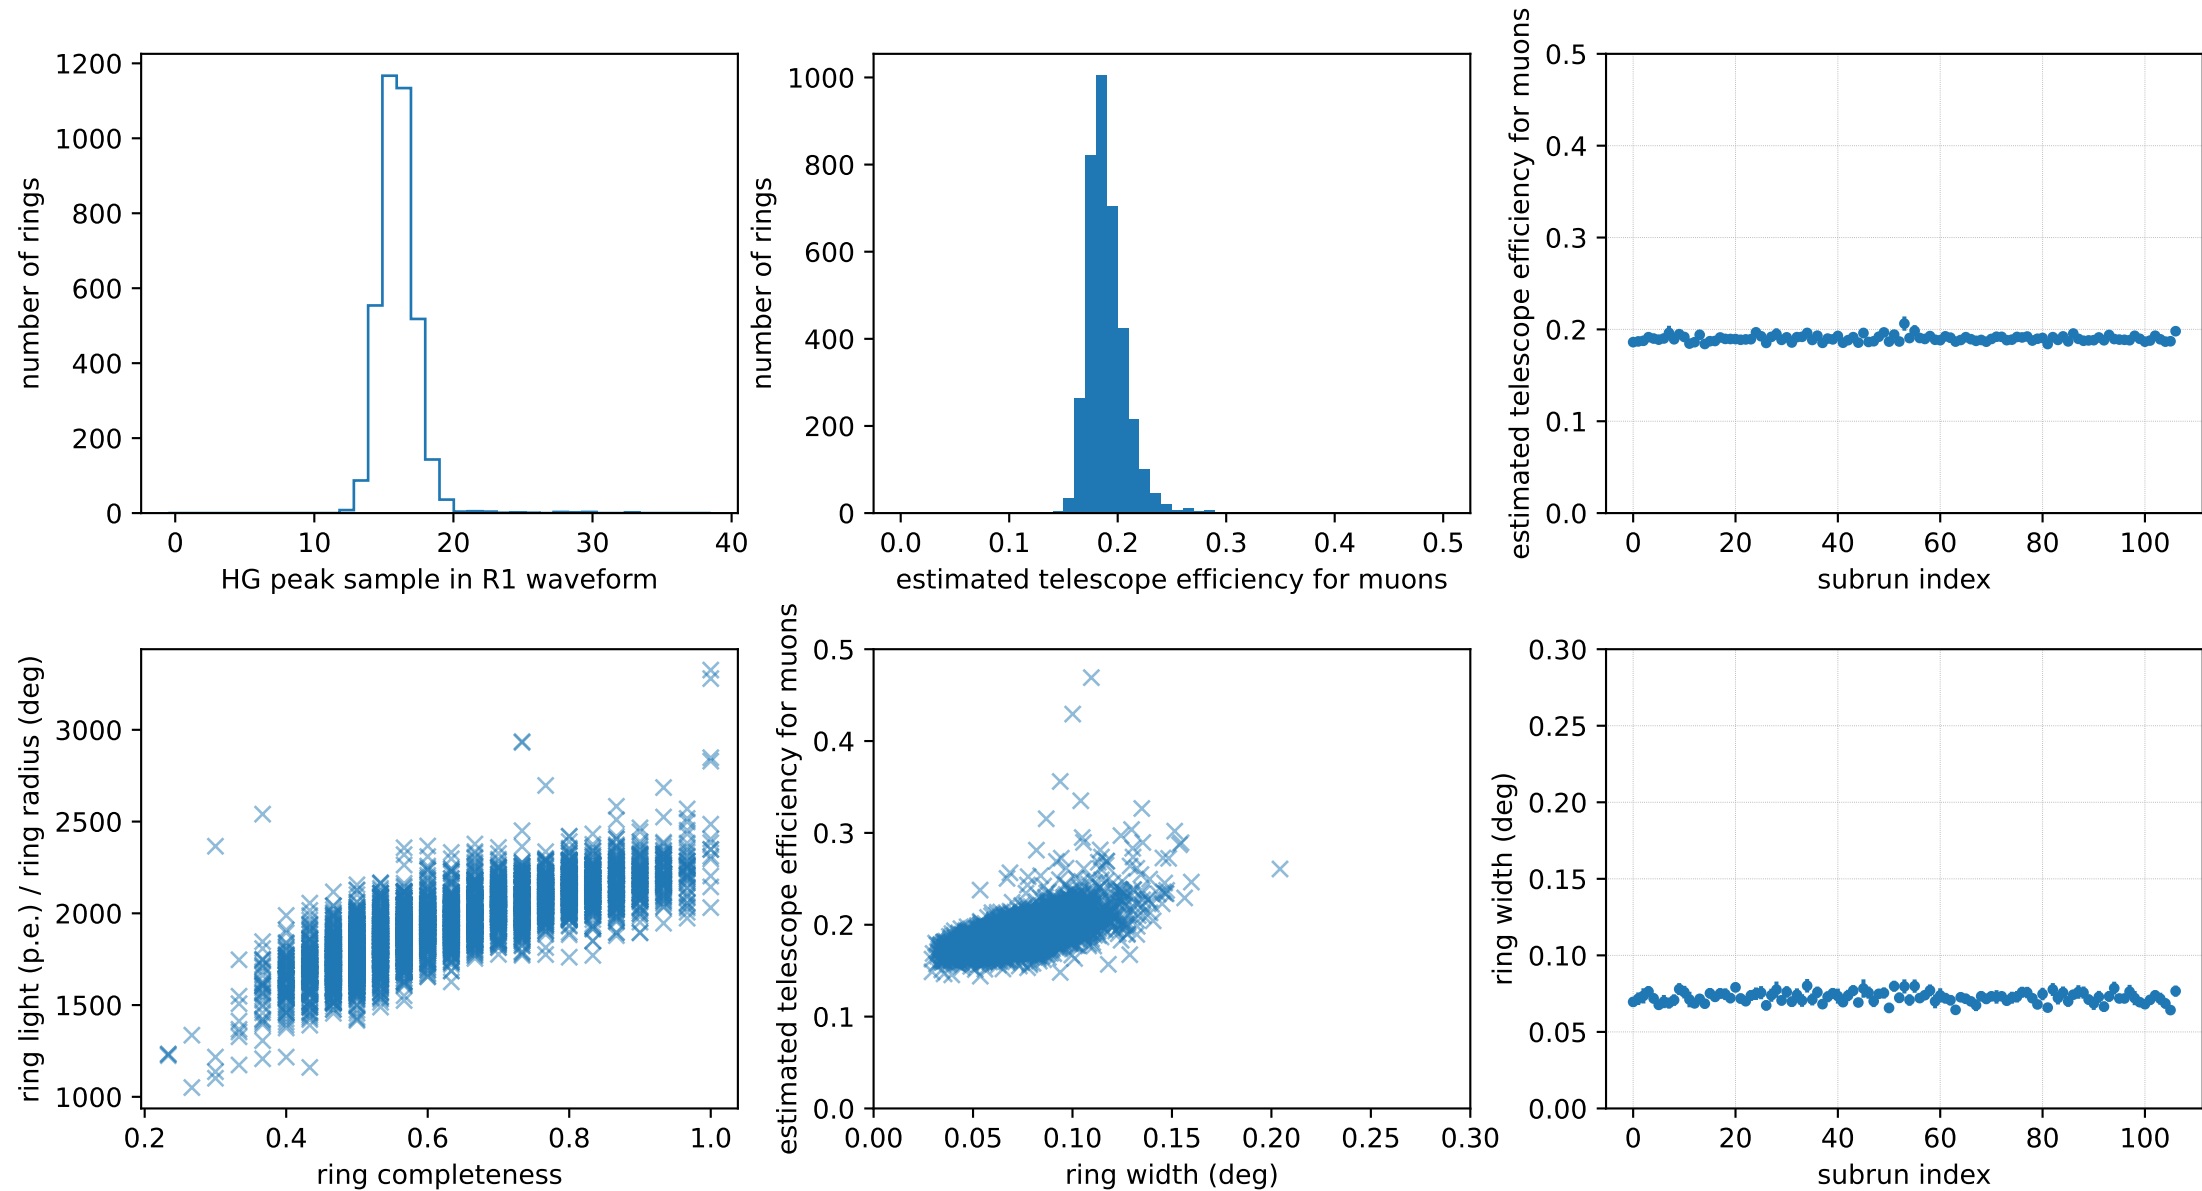 number of rings
1200
1000
800
600
400
200
0
0 10 20 30 40
HG peak sample in R1 waveform
number of rings
1000
800
600
400
200
0
0.0 0.1 0.2 0.3 0.4 0.5
estimated telescope efficiency for muons
estimated telescope efficiency for muons
0.5
0.4
0.3
0.2
0.1
0.0
0 20 40 60 80 100
subrun index
ring light (p.e.) / ring radius (deg)
3000
2500
2000
1500
1000
0.2 0.4 0.6 0.8 1.0
ring completeness
estimated telescope efficiency for muons
0.5
0.4
0.3
0.2
0.1
0.0
0.00 0.05 0.10 0.15 0.20 0.25 0.30
ring width (deg)
ring width (deg)
0.30
0.25
0.20
0.15
0.10
0.05
0.00
0 20 40 60 80 100
subrun index